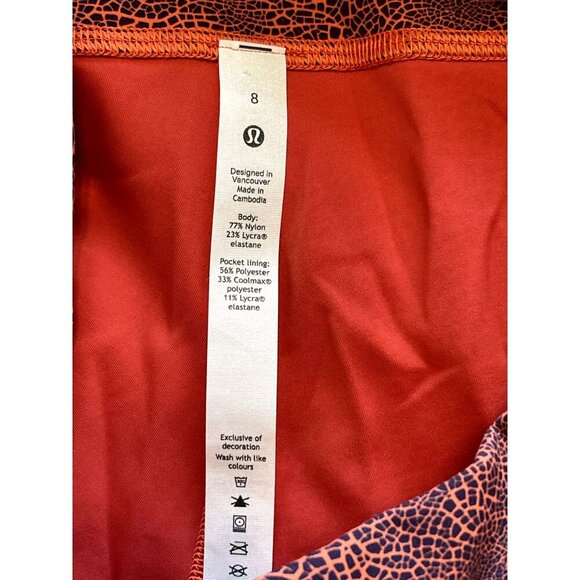 8
Designed in
Vancouver
Made in
Cambodia
Body:
77% Nylon
23% Lycra®
elastane
Pocket lining:
56% Polyester
33% Coolmax®
polyester
11% Lycra®
elastane
Exclusive of
decoration
Wash with like
colours